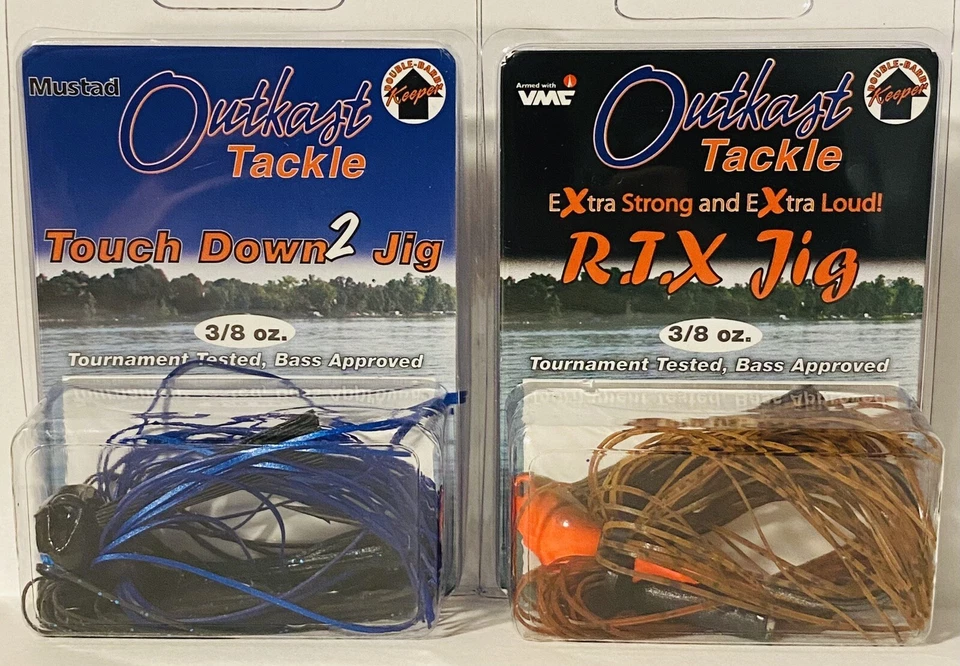 Mustad
Outkast
Tackle
DOUBLE-BARB
Keeper
Touch Down2 Jig
3/8 oz.
Tournament Tested, Bass Approved
Armed with
VMC
Outkast
Tackle
DOUBLE-BARB
Keeper
EXtra Strong and EXtra Loud!
R.T.X Jig
3/8 oz.
Tournament Tested, Bass Approved